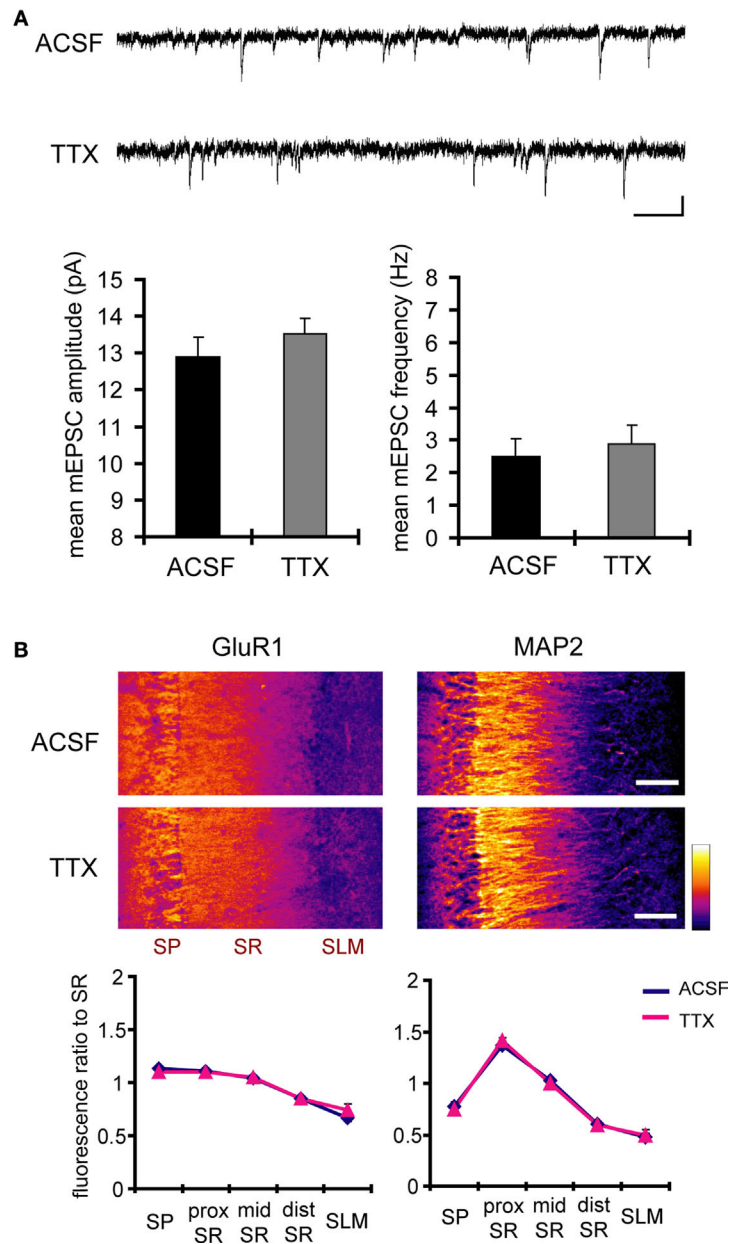 A
ACSF
TTX
mean mEPSC amplitude (pA)
15
14
13
12
11
10
9
8
ACSF TTX
mean mEPSC frequency (Hz)
8
7
6
5
4
3
2
1
0
ACSF TTX
B
GluR1 MAP2
ACSF
TTX
SP SR SLM
fluorescence ratio to SR
2
1.5
1
0.5
0
SP prox SR mid SR dist SR SLM
2
1.5
1
0.5
0
SP prox SR mid SR dist SR SLM
ACSF
TTX